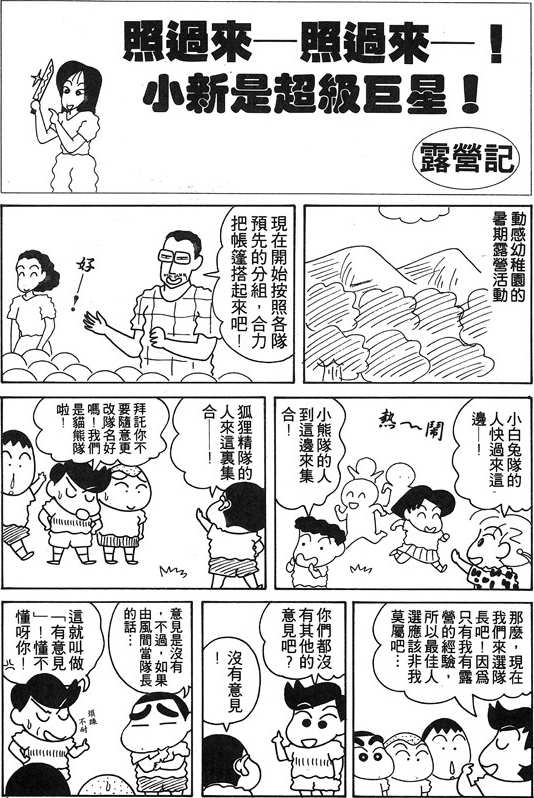 照過來─照過來─！
小新是超級巨星！
露營記
動感幼稚園的
暑期露營活動
現在開始按照各隊
預先的分組，合力
把帳篷搭起來吧！
好─！
小白兔隊的
人快過來這
邊─！
熱～鬧
小熊隊的人
到這邊來集
合！
狐狸精隊的
人來這裏集
合─！
拜託你不
要隨意更
改隊名好
嗎！我們
是貓熊隊
啦！
那麼，現在
我們來選隊
長吧！因為
只有我有露
營的經驗，
所以最佳人
選應該非我
莫屬吧…
你們都沒
有其他的
意見吧？
沒有意見
！
意見是沒有
，不過，如果
由風間當隊長
的話…
這就叫做
「有意見
」！懂不
懂呀你！